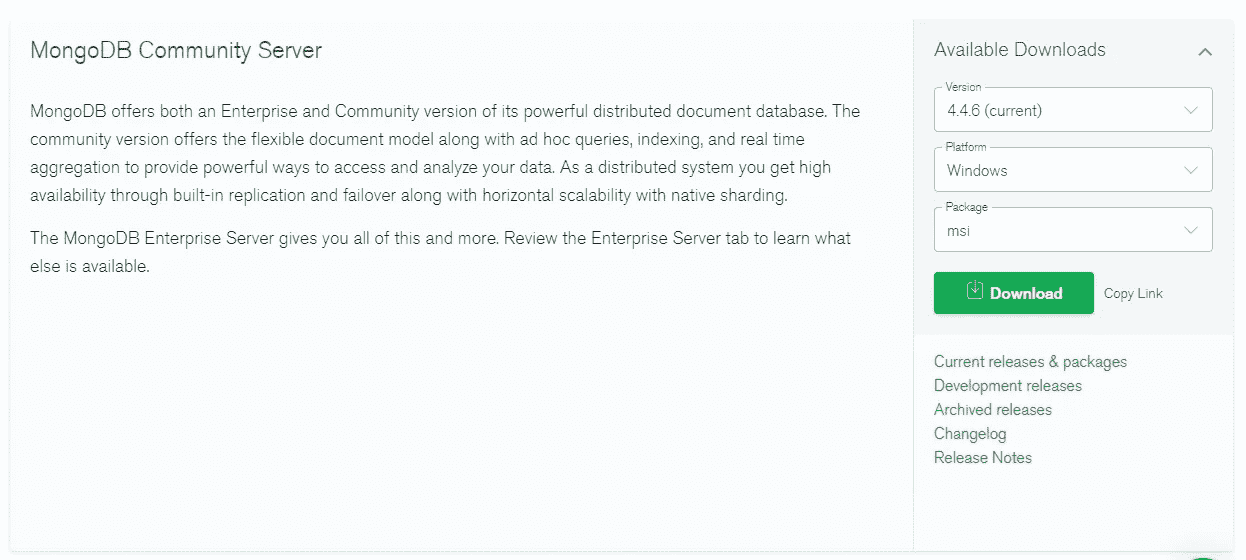 MongoDB Community Server
MongoDB offers both an Enterprise and Community version of its powerful distributed document database. The
community version offers the flexible document model along with ad hoc queries, indexing, and real time
aggregation to provide powerful ways to access and analyze your data. As a distributed system you get high
availability through built-in replication and failover along with horizontal scalability with native sharding.
The MongoDB Enterprise Server gives you all of this and more. Review the Enterprise Server tab to learn what
else is available.
Available Downloads
Version
4.4.6 (current)
Platform
Windows
Package
msi
Download
Copy Link
Current releases & packages
Development releases
Archived releases
Changelog
Release Notes